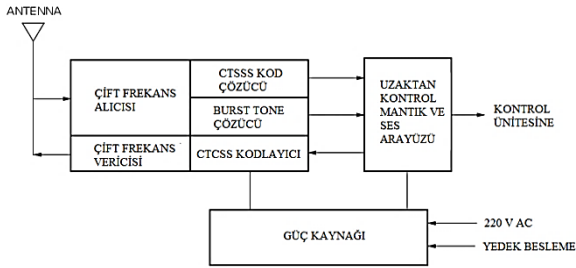 ANTENNA
ÇİFT FREKANS
ALICISI
CTSSS KOD
ÇÖZÜCÜ
BURST TONE
ÇÖZÜCÜ
ÇİFT FREKANS
VERİCİSİ
CTCSS KODLAYICI
UZAKTAN
KONTROL
MANTIK VE
SES
ARAYÜZÜ
KONTROL
ÜNİTESİNE
GÜÇ KAYNAĞI
220 V AC
YEDEK BESLEME